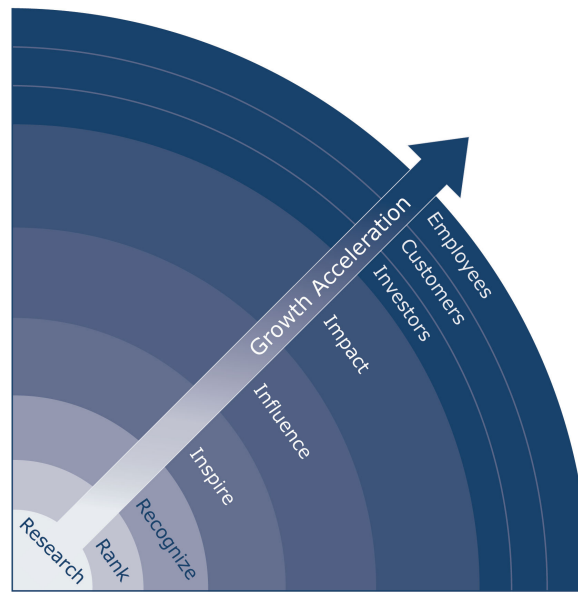 Employees
Customers
Investors
Growth Acceleration
Impact
Influence
Inspire
Recognize
Rank
Research